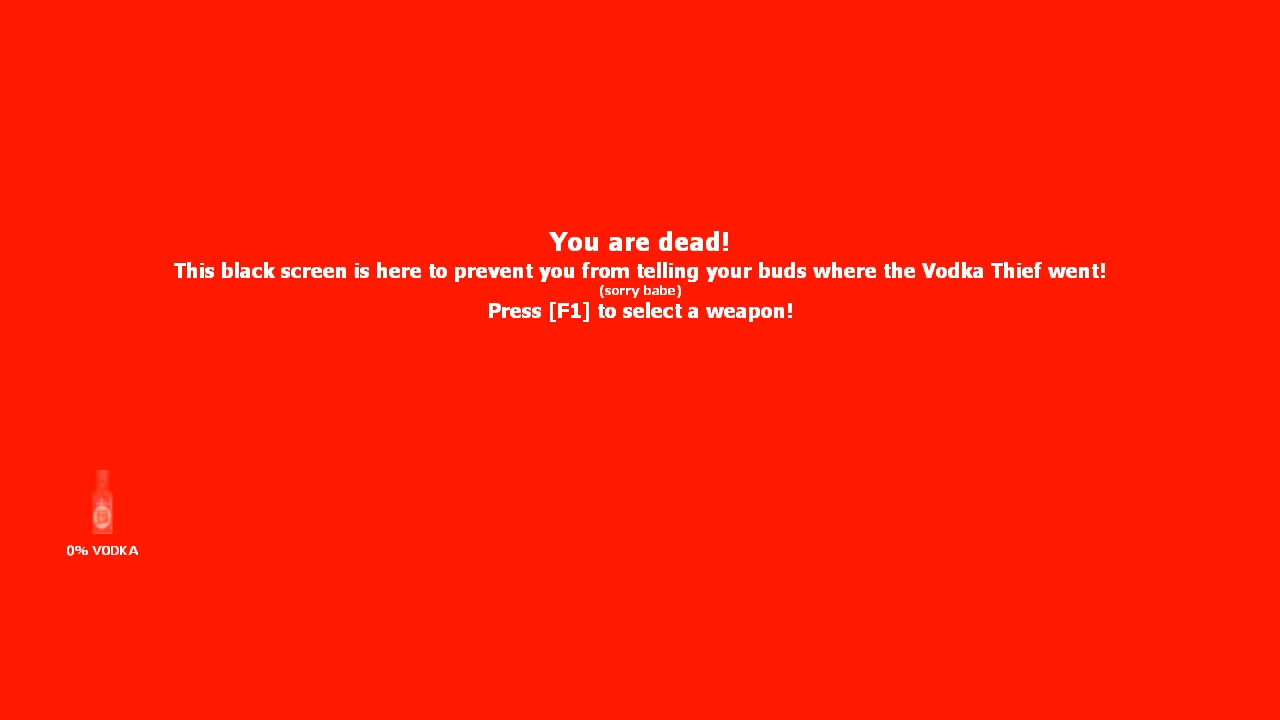 You are dead!
This black screen is here to prevent you from telling your buds where the Vodka Thief went!
(sorry babe)
Press [F1] to select a weapon!
B
0% VODKA